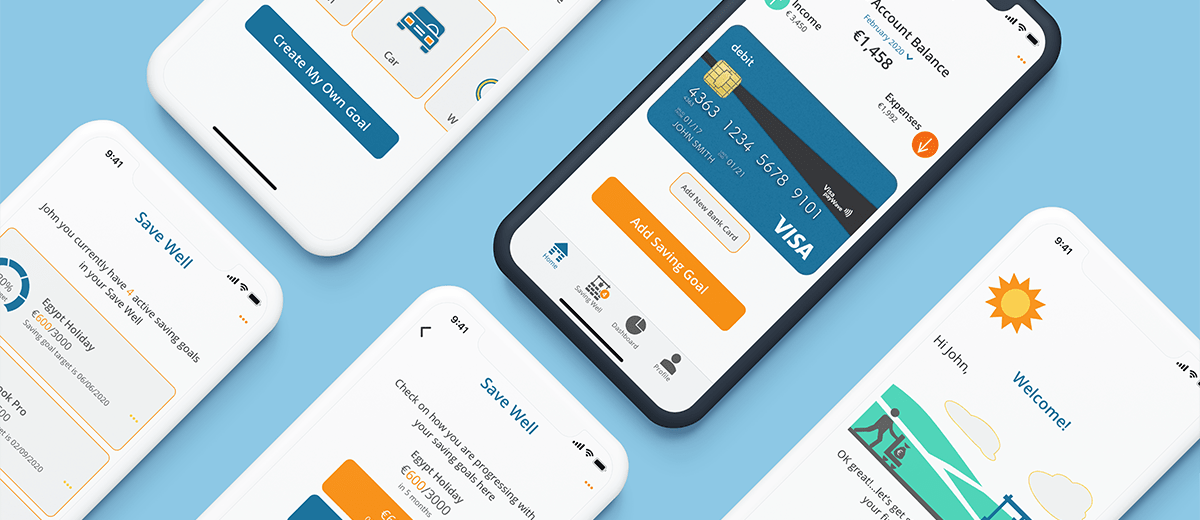 Car
W
Create My Own Goal
Income
€ 3,450
Account Balance
February 2020
€1,458
Expenses
€1,992
debit
4363 1234 5678 9101
4363
01/17
01/21
JOHN SMITH
Visa
payWave
VISA
Add New Bank Card
Add Saving Goal
Home
Saving Well
4
Dashboard
Profile
9:41
Save Well
John you currently have 4 active saving goals
in your Save Well
Egypt Holiday
€600/3000
Saving goal target is 06/06/2020
ook Pro
500
get is 02/09/2020
9:41
Save Well
Check on how you are progressing with
your saving goals here
Egypt Holiday
€600/3000
in 5 months
9:41
Hi John,
Welcome!
OK great!...let's get s
your fi